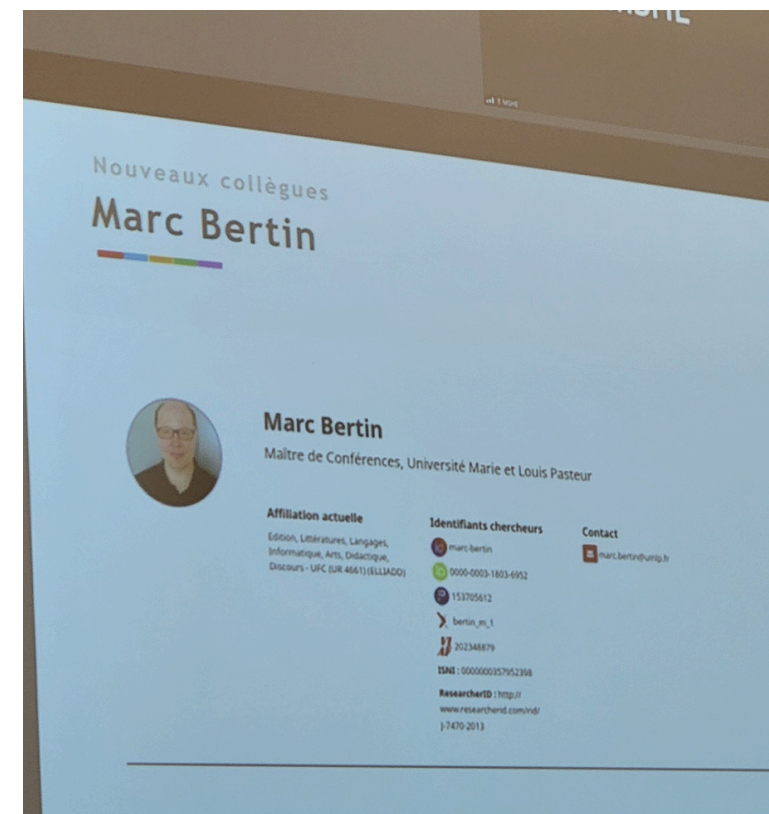 Nouveaux collègues
Marc Bertin
Marc Bertin
Maître de Conférences, Université Marie et Louis Pasteur
Affiliation actuelle
Edition, Littératures, Langages,
Informatique, Arts, Didactique,
Discours - UFC (UR 4661) (ELLIADD)
Identifiants chercheurs
marc-bertin
0000-0003-1803-6952
153705612
bertin_m_1
202348879
ISNI : 0000000357952398
ResearcherID : http://
www.researcherid.com/rid/
J-7470-2013
Contact
marc.bertin@umlp.fr